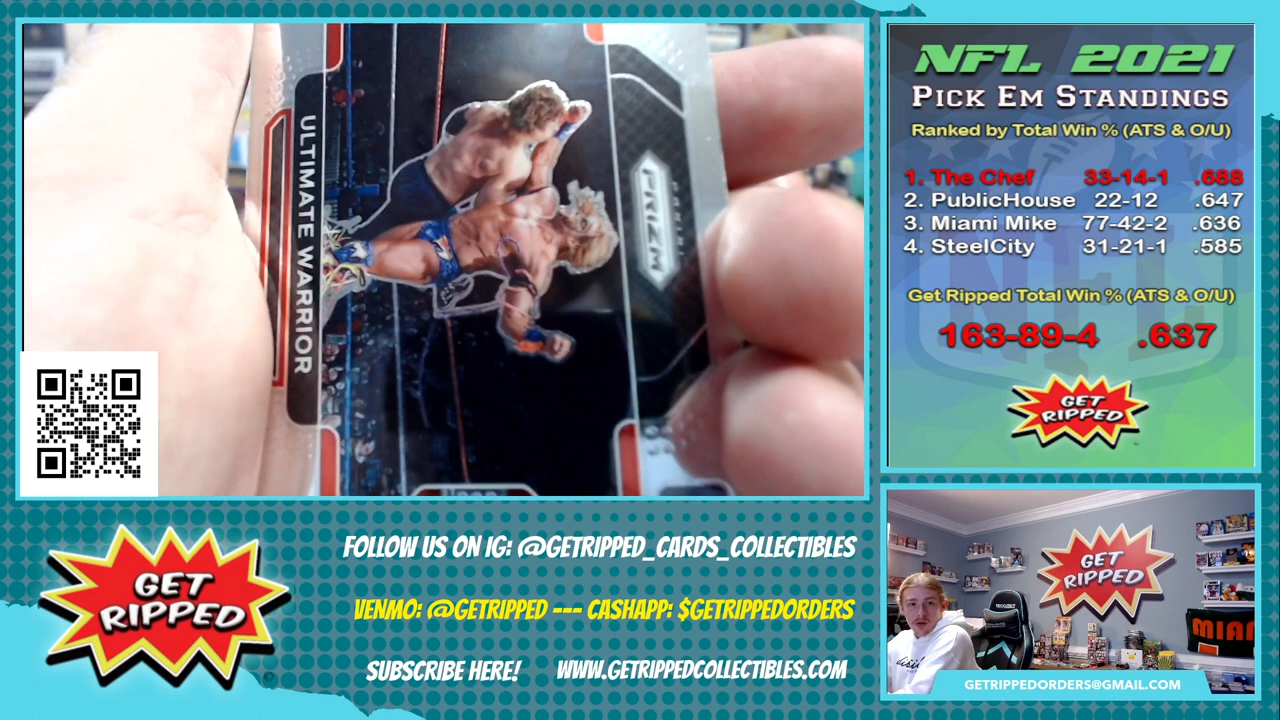 ULTIMATE WARRIOR
PRIZM
GET
RIPPED
FOLLOW US ON IG: @GETRIPPED_CARDS_COLLECTIBLES
VENMO: @GETRIPPED --- CASHAPP: $GETRIPPEDORDERS
SUBSCRIBE HERE! WWW.GETRIPPEDCOLLECTIBLES.COM
NFL 2021
PICK EM STANDINGS
Ranked by Total Win % (ATS & O/U)
1. The Chef 33-14-1 .688
2. PublicHouse 22-12 .647
3. Miami Mike 77-42-2 .636
4. SteelCity 31-21-1 .585
Get Ripped Total Win % (ATS & O/U)
163-89-4 .637
GET
RIPPED
GET
RIPPED
GETRIPPEDORDERS@GMAIL.COM